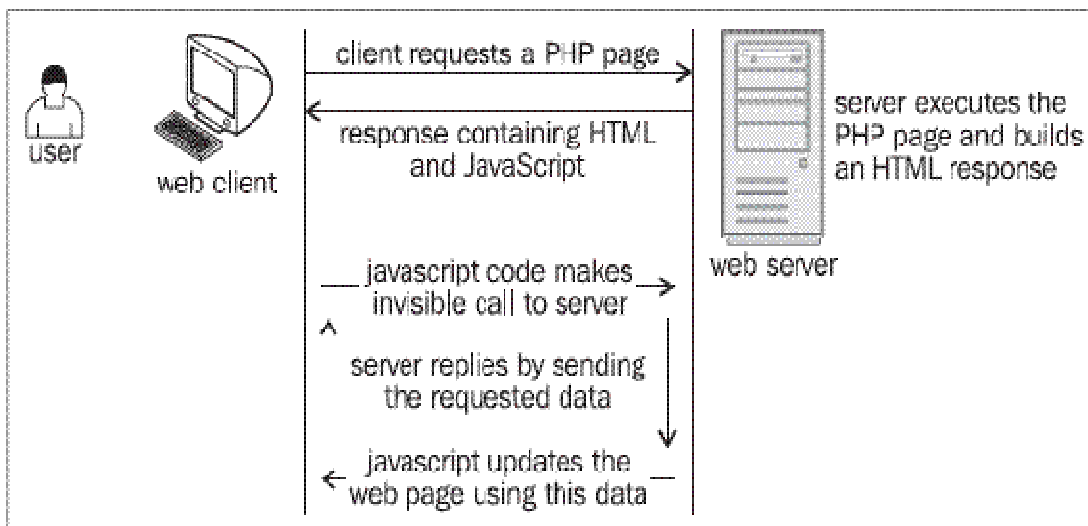 user
web client
client requests a PHP page
response containing HTML
and JavaScript
server executes the
PHP page and builds
an HTML response
web server
javascript code makes
invisible call to server
server replies by sending
the requested data
javascript updates the
web page using this data